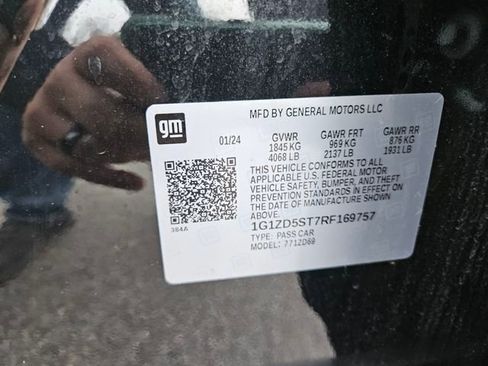 gm
MFD BY GENERAL MOTORS LLC
01/24 GVWR GAWR FRT GAWR RR
1845 KG 969 KG 876 KG
4068 LB 2137 LB 1931 LB
THIS VEHICLE CONFORMS TO ALL
APPLICABLE U.S. FEDERAL MOTOR
VEHICLE SAFETY, BUMPER, AND THEFT
PREVENTION STANDARDS IN EFFECT ON
THE DATE OF MANUFACTURE SHOWN
ABOVE.
384A
1G1ZD5ST7RF169757
TYPE: PASS CAR
MODEL: 771ZD69